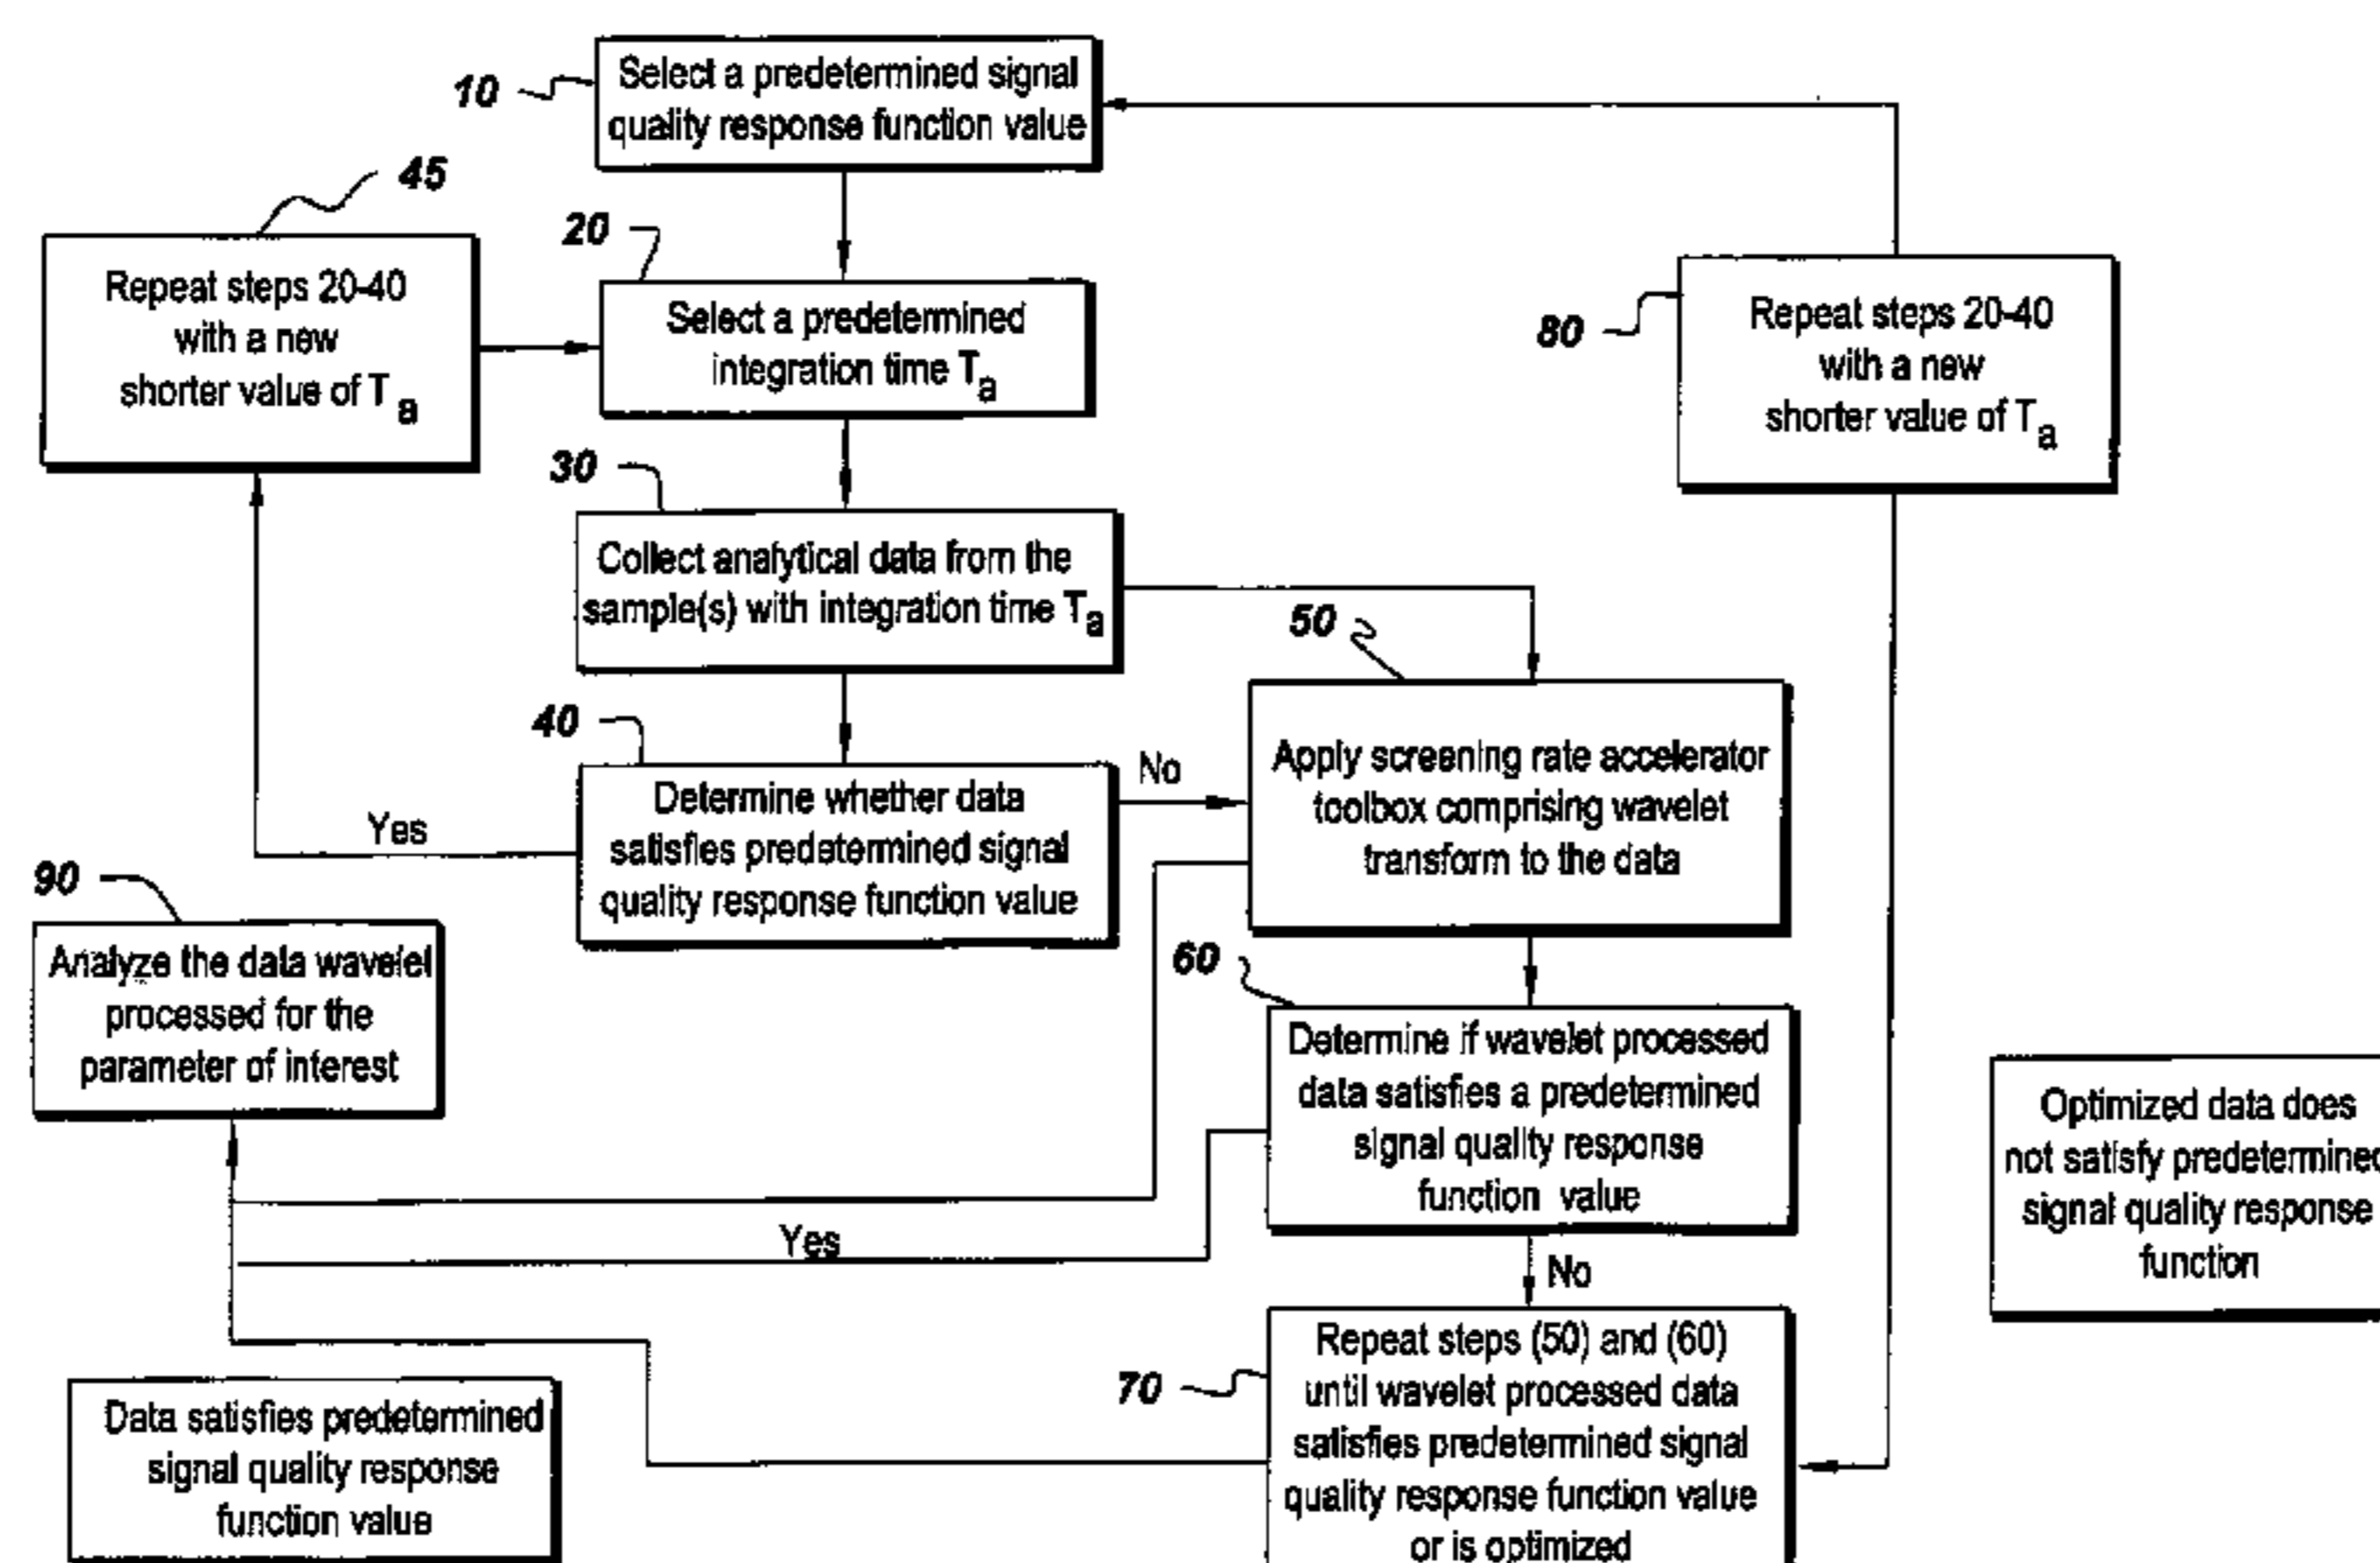 10
Select a predetermined signal
quality response function value
45
Repeat steps 20-40
with a new
shorter value of Ta
20
Select a predetermined
integration time Ta
80
Repeat steps 20-40
with a new
shorter value of Ta
30
Collect analytical data from the
sample(s) with integration time Ta
50
Apply screening rate accelerator
toolbox comprising wavelet
transform to the data
40
Determine whether data
satisfies predetermined signal
quality response function value
No
Yes
90
Analyze the data wavelet
processed for the
parameter of interest
60
Determine if wavelet processed
data satisfies a predetermined
signal quality response
function value
Yes
No
Optimized data does
not satisfy predetermined
signal quality response
function
70
Repeat steps (50) and (60)
until wavelet processed data
satisfies predetermined signal
quality response function value
or is optimized
Data satisfies predetermined
signal quality response
function value